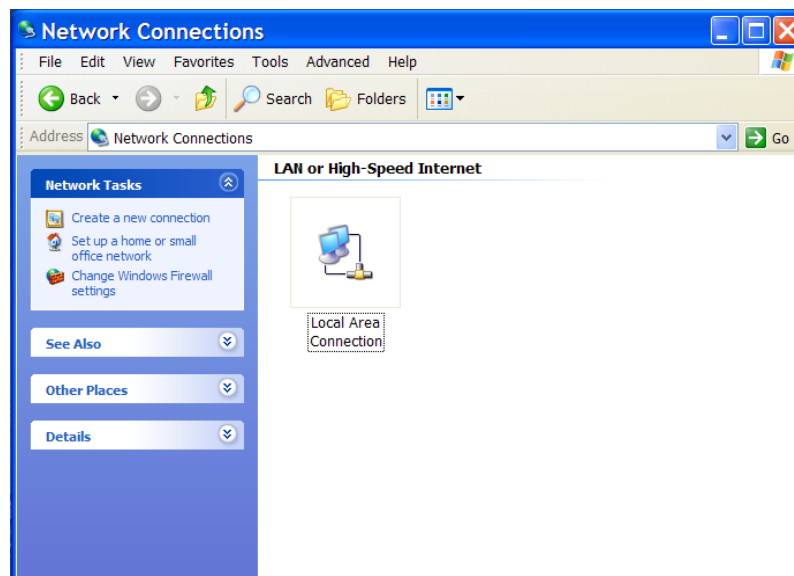 Network Connections
File Edit View Favorites Tools Advanced Help
Back Search Folders
Address Network Connections Go
Network Tasks
Create a new connection
Set up a home or small
office network
Change Windows Firewall
settings
See Also
Other Places
Details
LAN or High-Speed Internet
Local Area
Connection